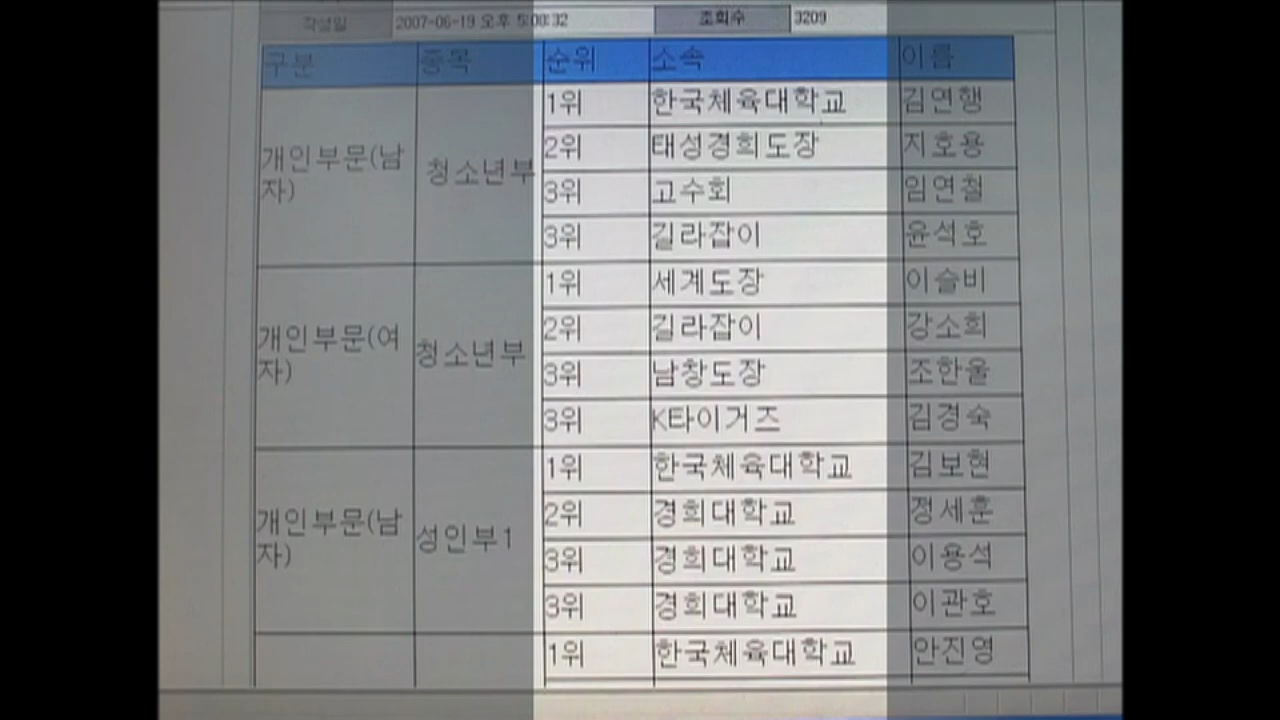 작성일 2007-06-19 오후 5:00:32 조회수 3209
구분 종목 순위 소속 이름
개인부문(남자) 청소년부 1위 한국체육대학교 김연행
2위 태성경희도장 지호용
3위 고수회 임연철
3위 길라잡이 윤석호
개인부문(여자) 청소년부 1위 세계도장 이슬비
2위 길라잡이 강소희
3위 남창도장 조한울
3위 K타이거즈 김경숙
개인부문(남자) 성인부1 1위 한국체육대학교 김보현
2위 경희대학교 정세훈
3위 경희대학교 이용석
3위 경희대학교 이관호
1위 한국체육대학교 안진영